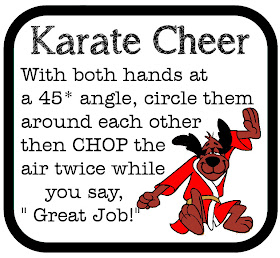 Karate Cheer
With both hands at
a 45* angle, circle them
around each other
then CHOP the
air twice while
you say,
" Great Job!"